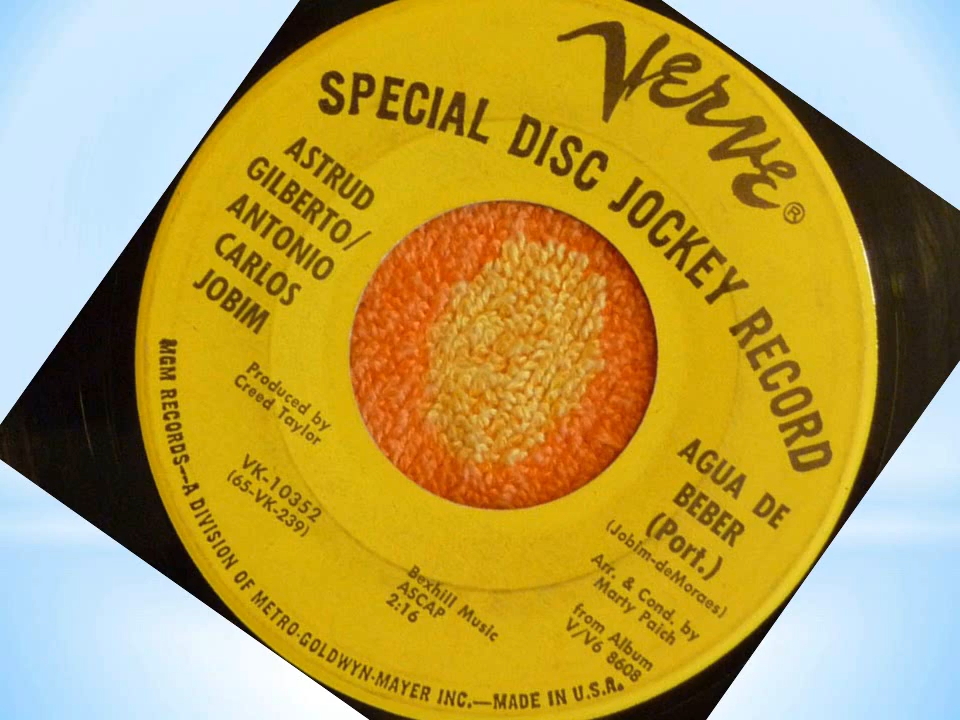 Verve®
SPECIAL DISC JOCKEY RECORD
ASTRUD
GILBERTO/
ANTONIO
CARLOS
JOBIM
Produced by
Creed Taylor
VK-10352
(65-VK-239)
AGUA DE
BEBER
(Port.)
(Jobim-deMoraes)
Arr. & Cond. by
Marty Paich
from Album
V/V6 8608
Bexhill Music
ASCAP
2:16
MGM RECORDS—A DIVISION OF METRO-GOLDWYN-MAYER INC.—MADE IN U.S.A.